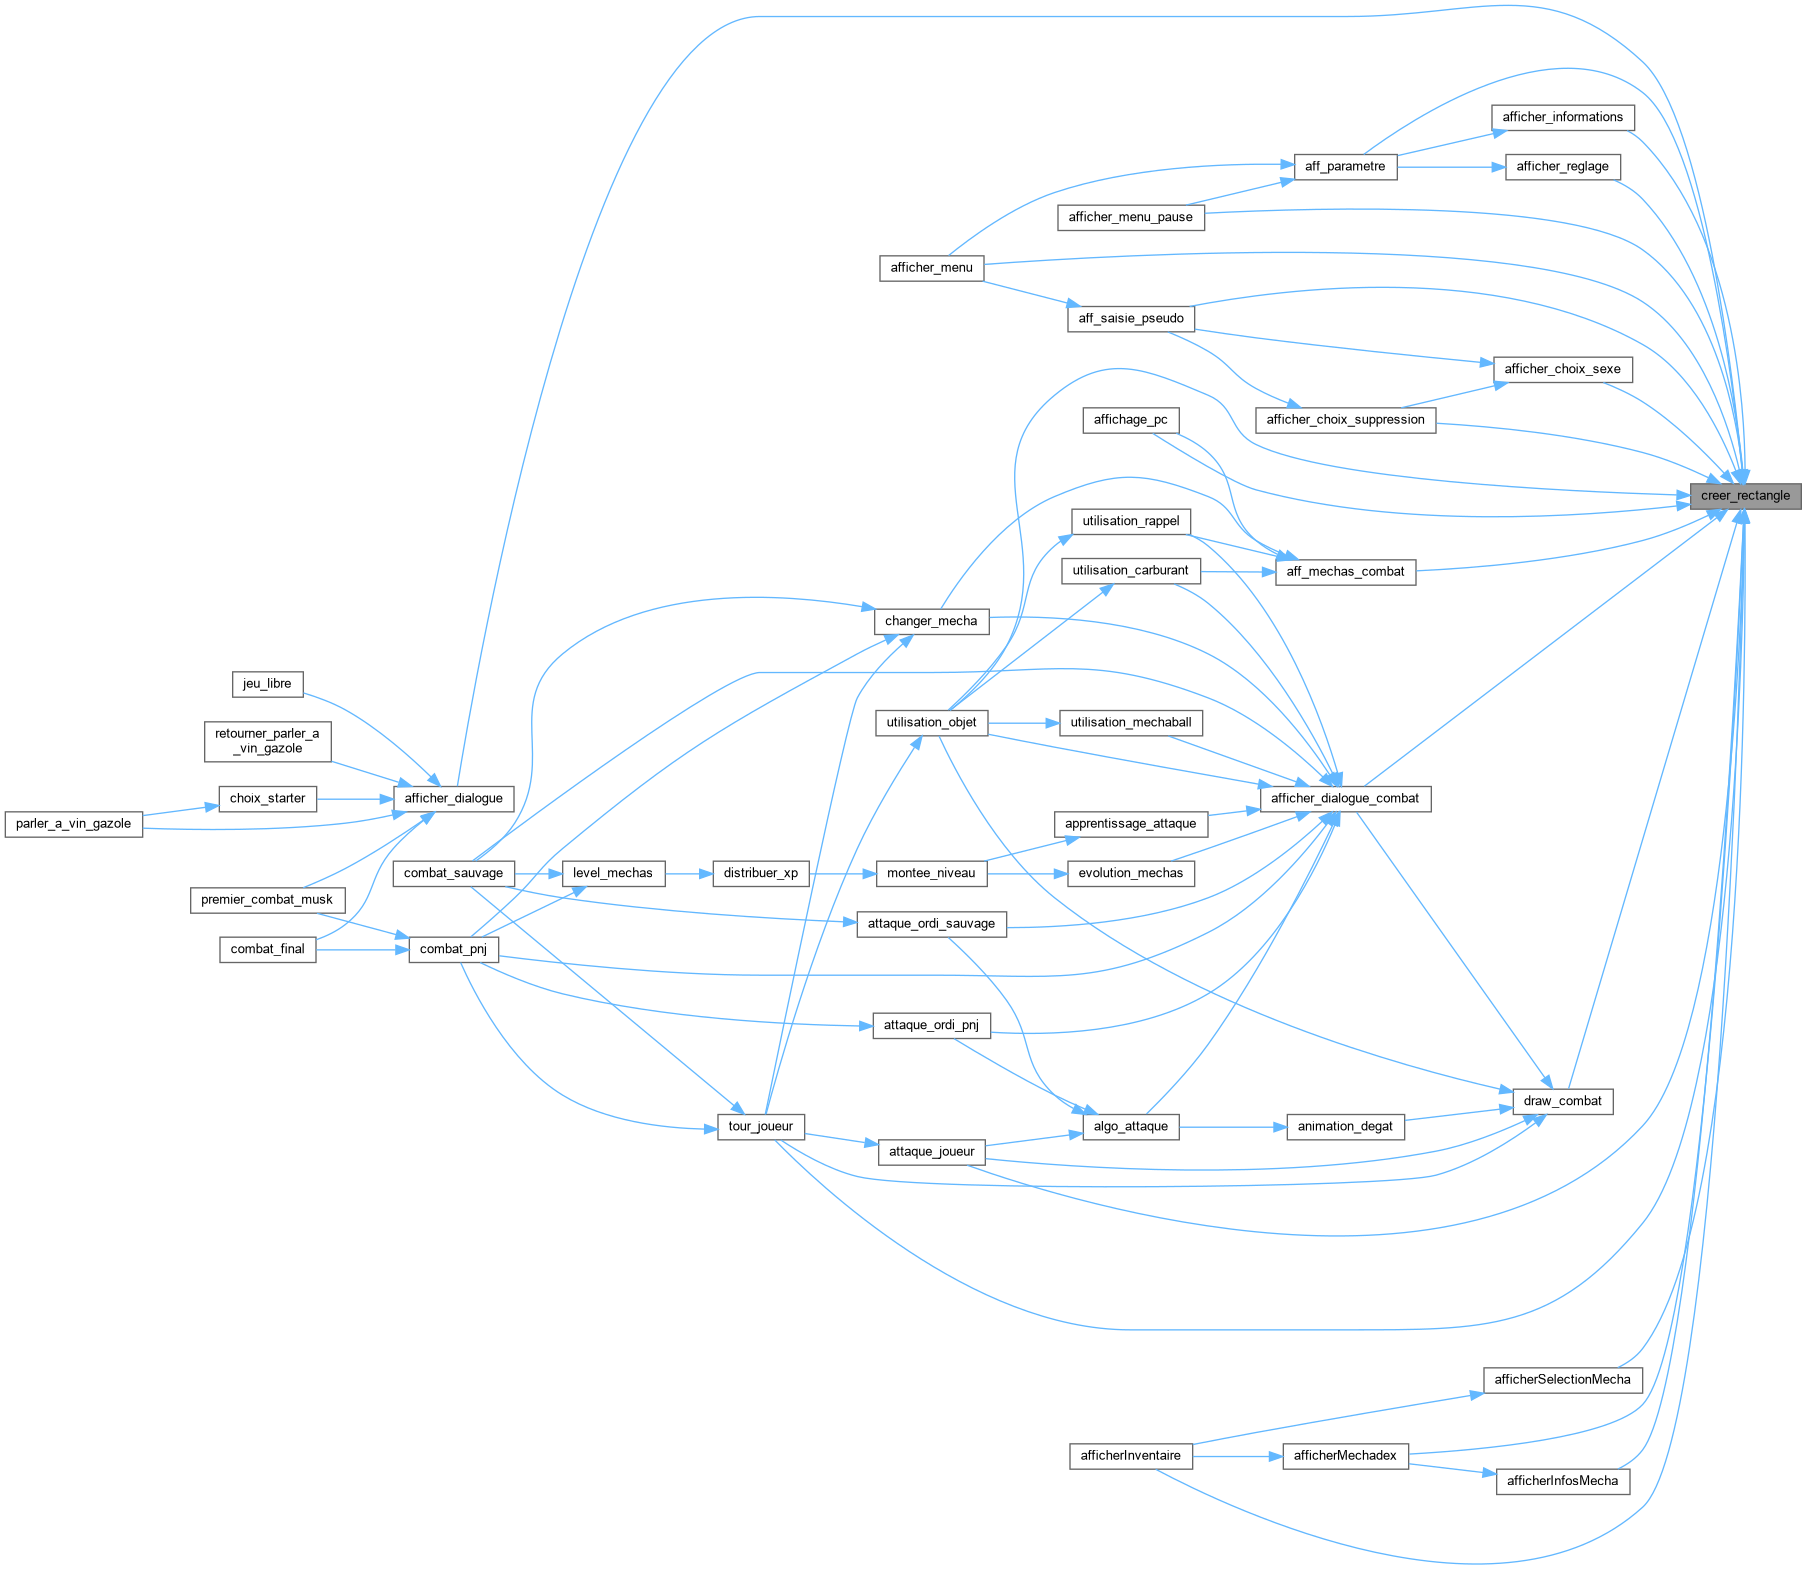 afficher_informations
aff_parametre
afficher_reglage
afficher_menu_pause
afficher_menu
aff_saisie_pseudo
afficher_choix_sexe
affichage_pc
afficher_choix_suppression
creer_rectangle
utilisation_rappel
utilisation_carburant
aff_mechas_combat
changer_mecha
jeu_libre
retourner_parler_a
_vin_gazole
utilisation_objet
utilisation_mechaball
choix_starter
afficher_dialogue
afficher_dialogue_combat
parler_a_vin_gazole
apprentissage_attaque
combat_sauvage
level_mechas
distribuer_xp
montee_niveau
evolution_mechas
premier_combat_musk
attaque_ordi_sauvage
combat_final
combat_pnj
attaque_ordi_pnj
draw_combat
tour_joueur
algo_attaque
animation_degat
attaque_joueur
afficherSelectionMecha
afficherInventaire
afficherMechadex
afficherInfosMecha